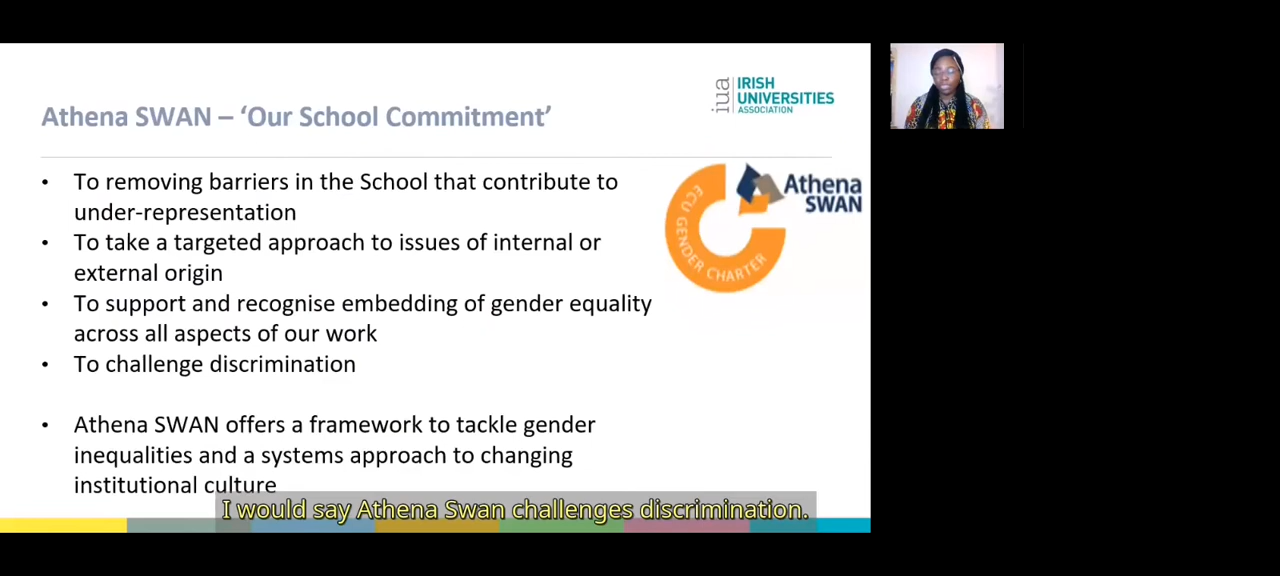 iua IRISH
UNIVERSITIES
ASSOCIATION
Athena SWAN – ‘Our School Commitment’
• To removing barriers in the School that contribute to
under-representation
• To take a targeted approach to issues of internal or
external origin
• To support and recognise embedding of gender equality
across all aspects of our work
• To challenge discrimination
• Athena SWAN offers a framework to tackle gender
inequalities and a systems approach to changing
institutional culture
Athena
SWAN
ECU GENDER CHARTER
I would say Athena Swan challenges discrimination.